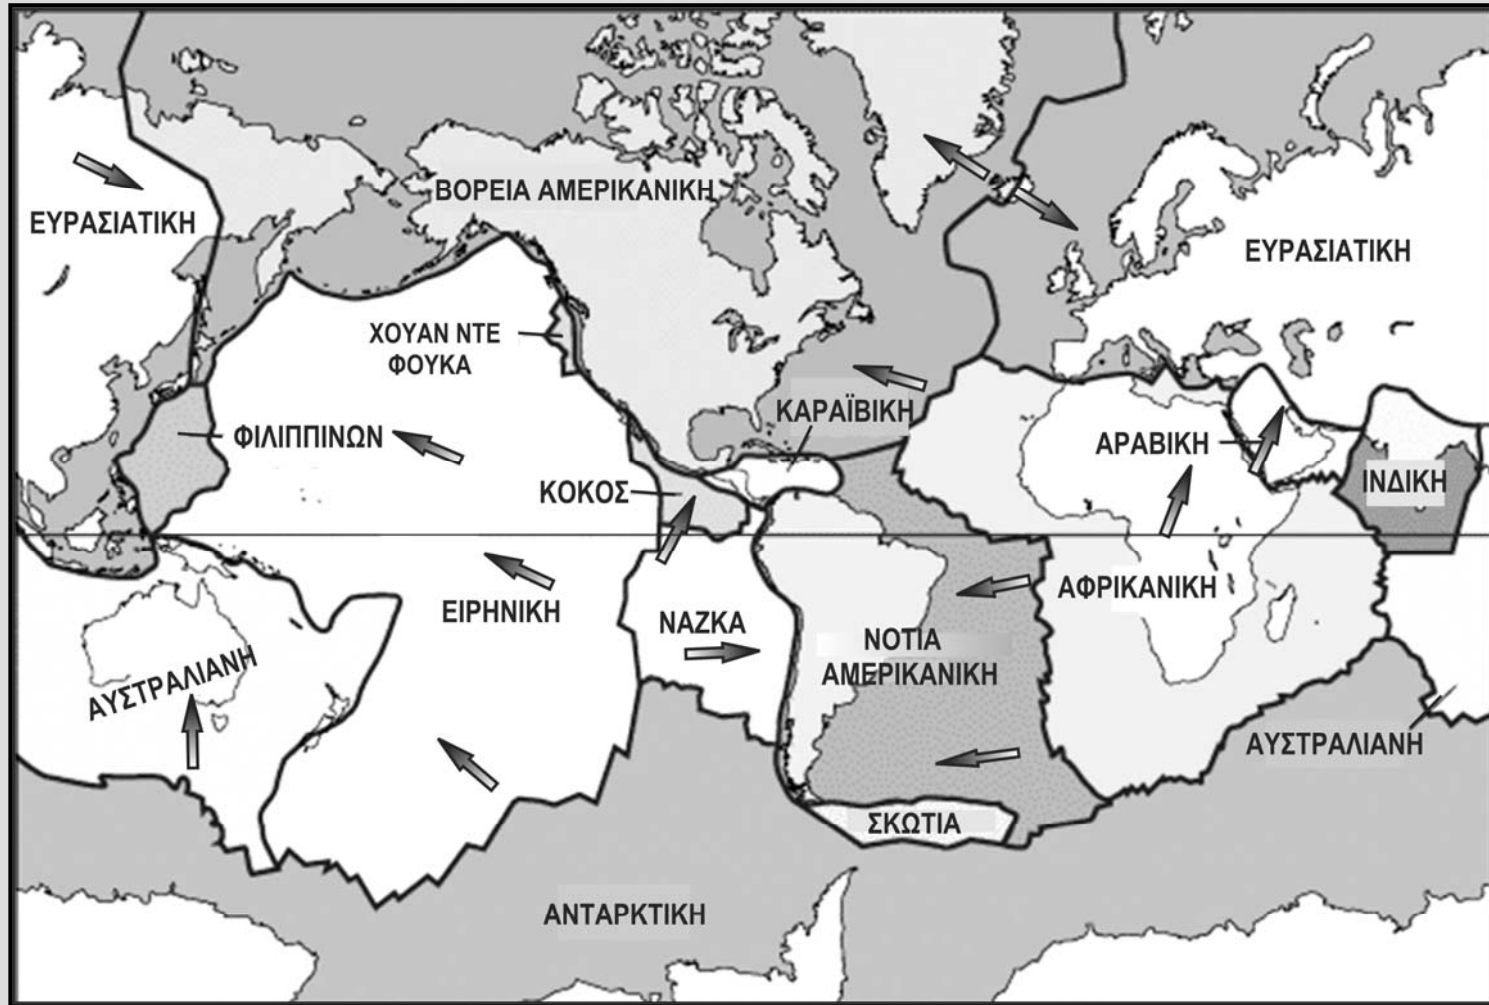 ΒΟΡΕΙΑ ΑΜΕΡΙΚΑΝΙΚΗ
ΕΥΡΑΣΙΑΤΙΚΗ
ΕΥΡΑΣΙΑΤΙΚΗ
ΧΟΥΑΝ ΝΤΕ
ΦΟΥΚΑ
ΚΑΡΑΪΒΙΚΗ
ΦΙΛΙΠΠΙΝΩΝ
ΑΡΑΒΙΚΗ
ΙΝΔΙΚΗ
ΚΟΚΟΣ
ΑΦΡΙΚΑΝΙΚΗ
ΕΙΡΗΝΙΚΗ
ΝΑΖΚΑ
ΝΟΤΙΑ
ΑΜΕΡΙΚΑΝΙΚΗ
ΑΥΣΤΡΑΛΙΑΝΗ
ΑΥΣΤΡΑΛΙΑΝΗ
ΣΚΩΤΙΑ
ΑΝΤΑΡΚΤΙΚΗ